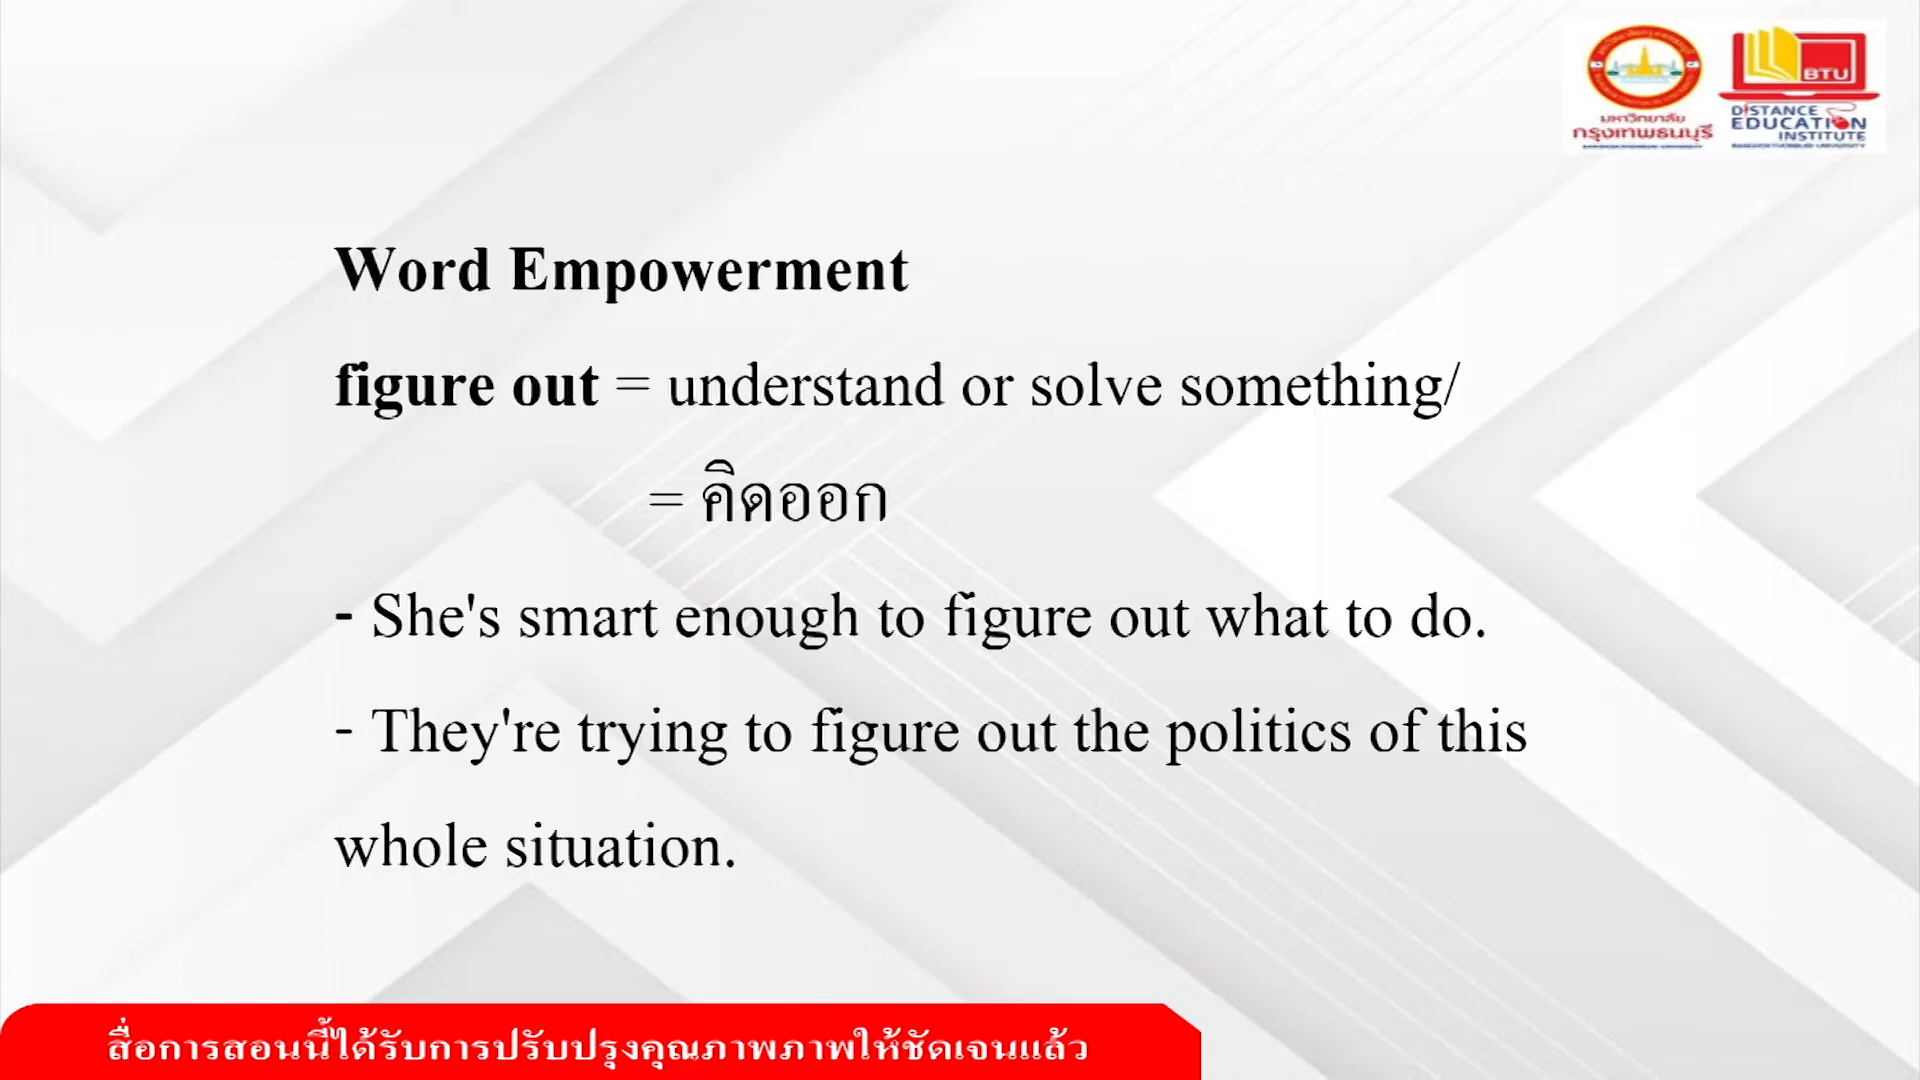 มหาวิทยาลัย
กรุงเทพธนบุรี
BTU
DISTANCE
EDUCATION
INSTITUTE
BANGKOKTHONBURI UNIVERSITY
Word Empowerment
figure out = understand or solve something/
= คิดออก
- She's smart enough to figure out what to do.
- They're trying to figure out the politics of this
whole situation.
สื่อการสอนนี้ได้รับการปรับปรุงคุณภาพภาพให้ชัดเจนแล้ว